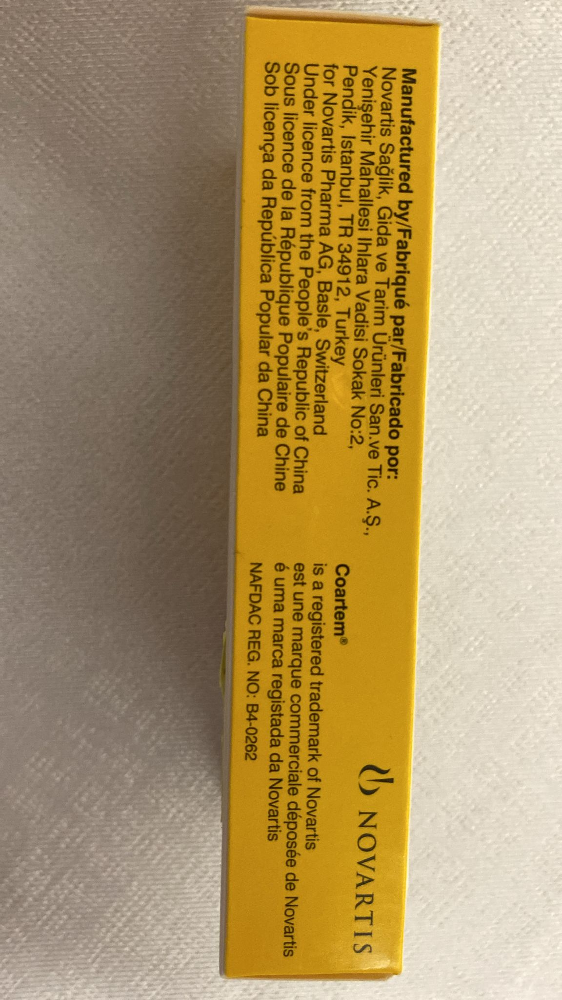 Manufactured by/Fabriqué par/Fabricado por:
Novartis Sağlik, Gida ve Tarim Ürünleri San.ve Tic. A.Ş.,
Yenişehir Mahallesi Ihlara Vadisi Sokak No:2,
Pendik, Istanbul, TR 34912, Turkey
for Novartis Pharma AG, Basle, Switzerland
Under licence from the People's Republic of China
Sous licence de la République Populaire de Chine
Sob licença da República Popular da China
NOVARTIS
Coartem®
is a registered trademark of Novartis
est une marque commerciale déposée de Novartis
é uma marca registada da Novartis
NAFDAC REG. NO: B4-0262